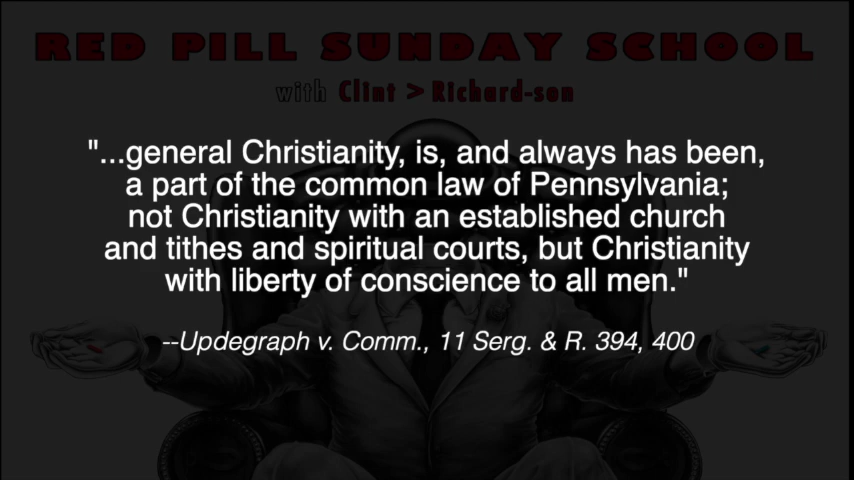 RED PILL SUNDAY SCHOOL
with Clint > Richard-son
"...general Christianity, is, and always has been,
a part of the common law of Pennsylvania;
not Christianity with an established church
and tithes and spiritual courts, but Christianity
with liberty of conscience to all men."
--Updegraph v. Comm., 11 Serg. & R. 394, 400